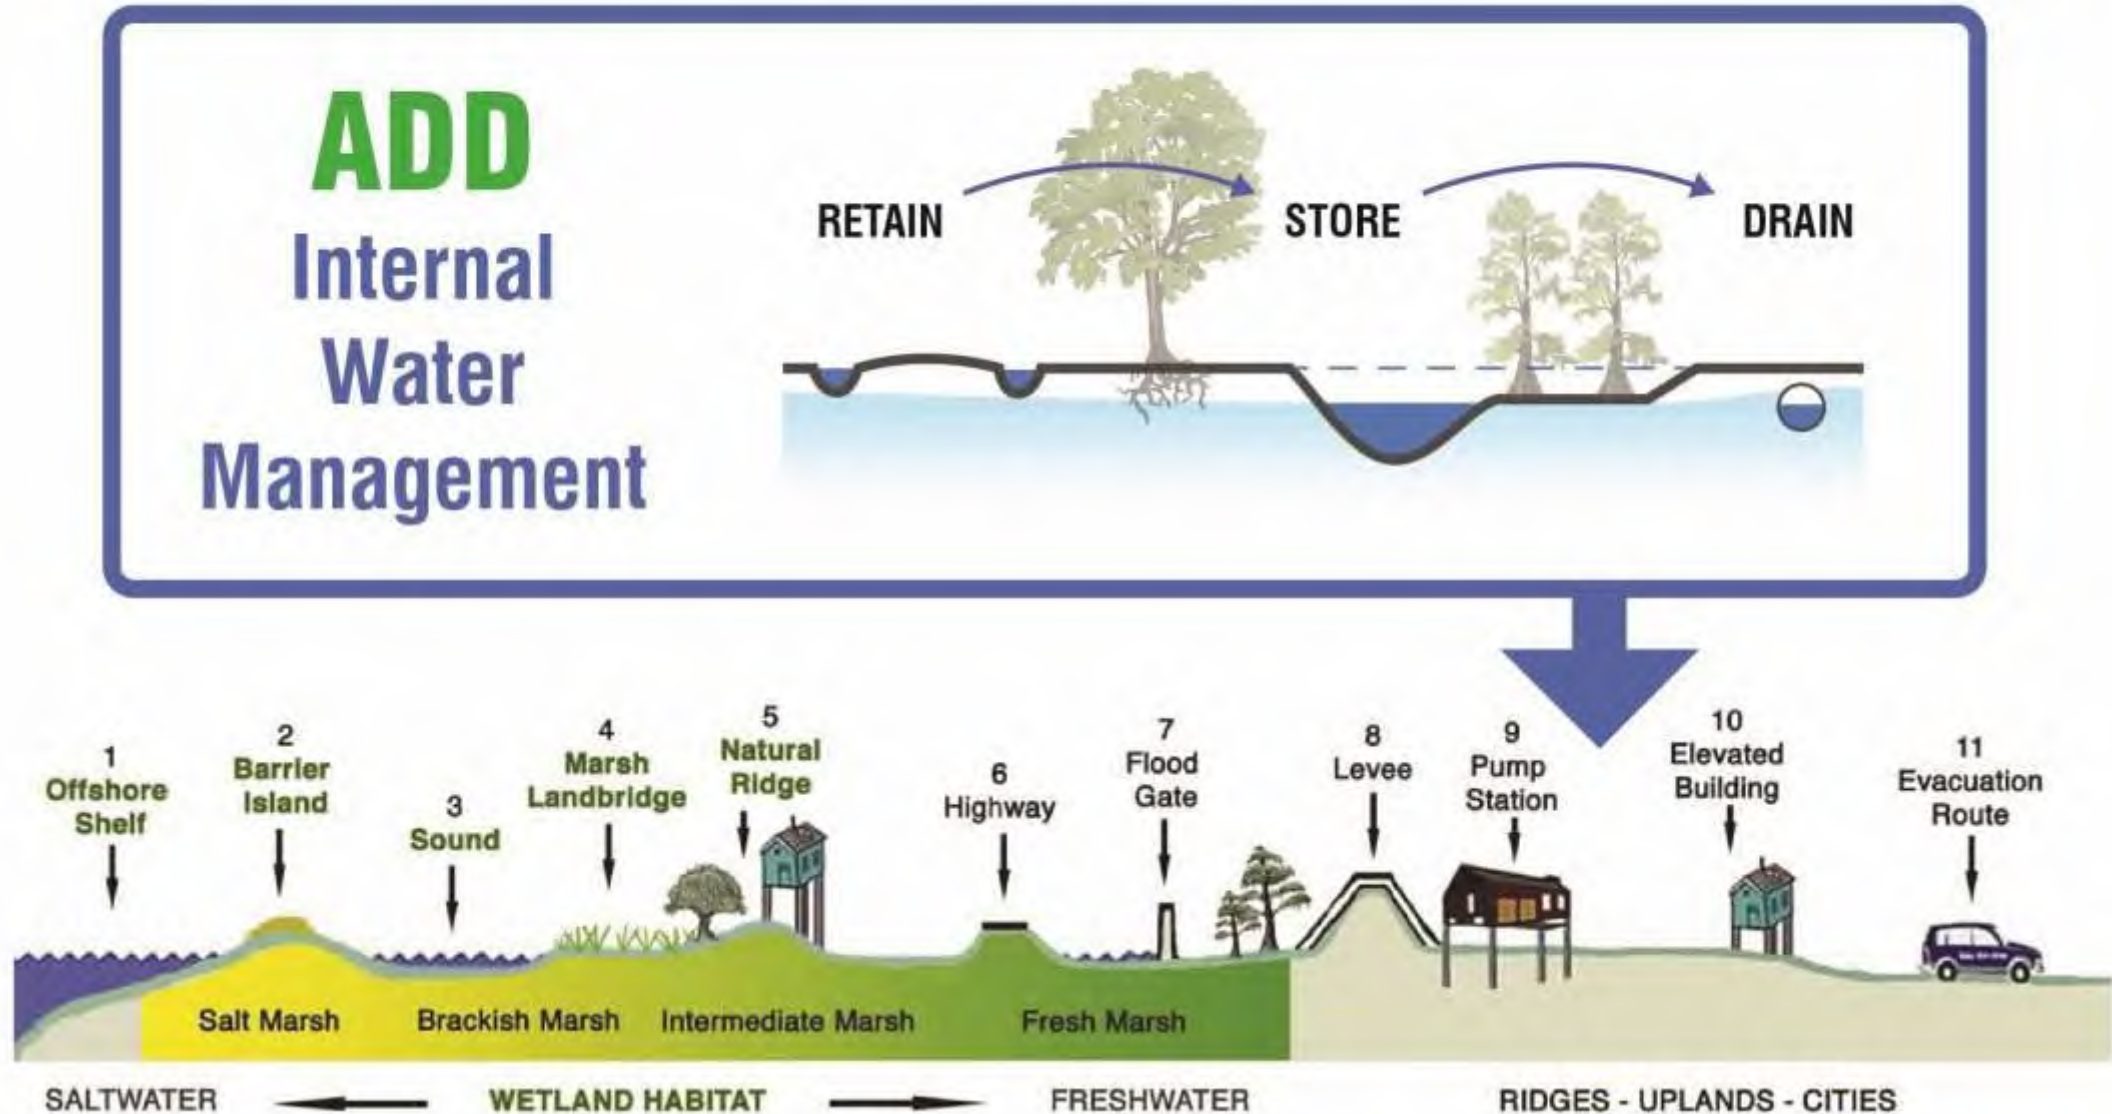 ADD
Internal
Water
Management
RETAIN
STORE
DRAIN
1
Offshore
Shelf
2
Barrier
Island
3
Sound
4
Marsh
Landbridge
5
Natural
Ridge
6
Highway
7
Flood
Gate
8
Levee
9
Pump
Station
10
Elevated
Building
11
Evacuation
Route
Salt Marsh
Brackish Marsh
Intermediate Marsh
Fresh Marsh
SALTWATER
WETLAND HABITAT
FRESHWATER
RIDGES - UPLANDS - CITIES